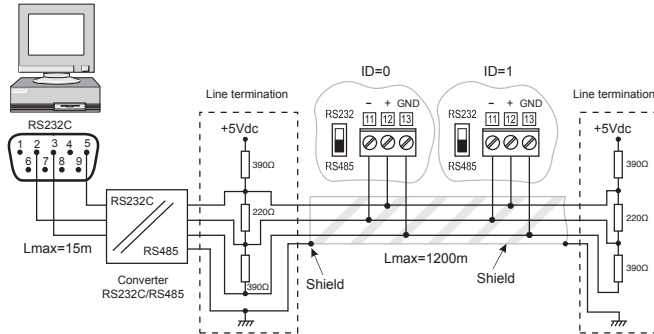 RS232C
1 2 3 4 5
6 7 8 9
Lmax=15m
RS232C
RS485
Converter
RS232C/RS485
Line termination
+5Vdc
390Ω
220Ω
390Ω
ID=0
RS232
RS485
– + GND
11 12 13
ID=1
RS232
RS485
– + GND
11 12 13
Shield
Lmax=1200m
Shield
Line termination
+5Vdc
390Ω
220Ω
390Ω